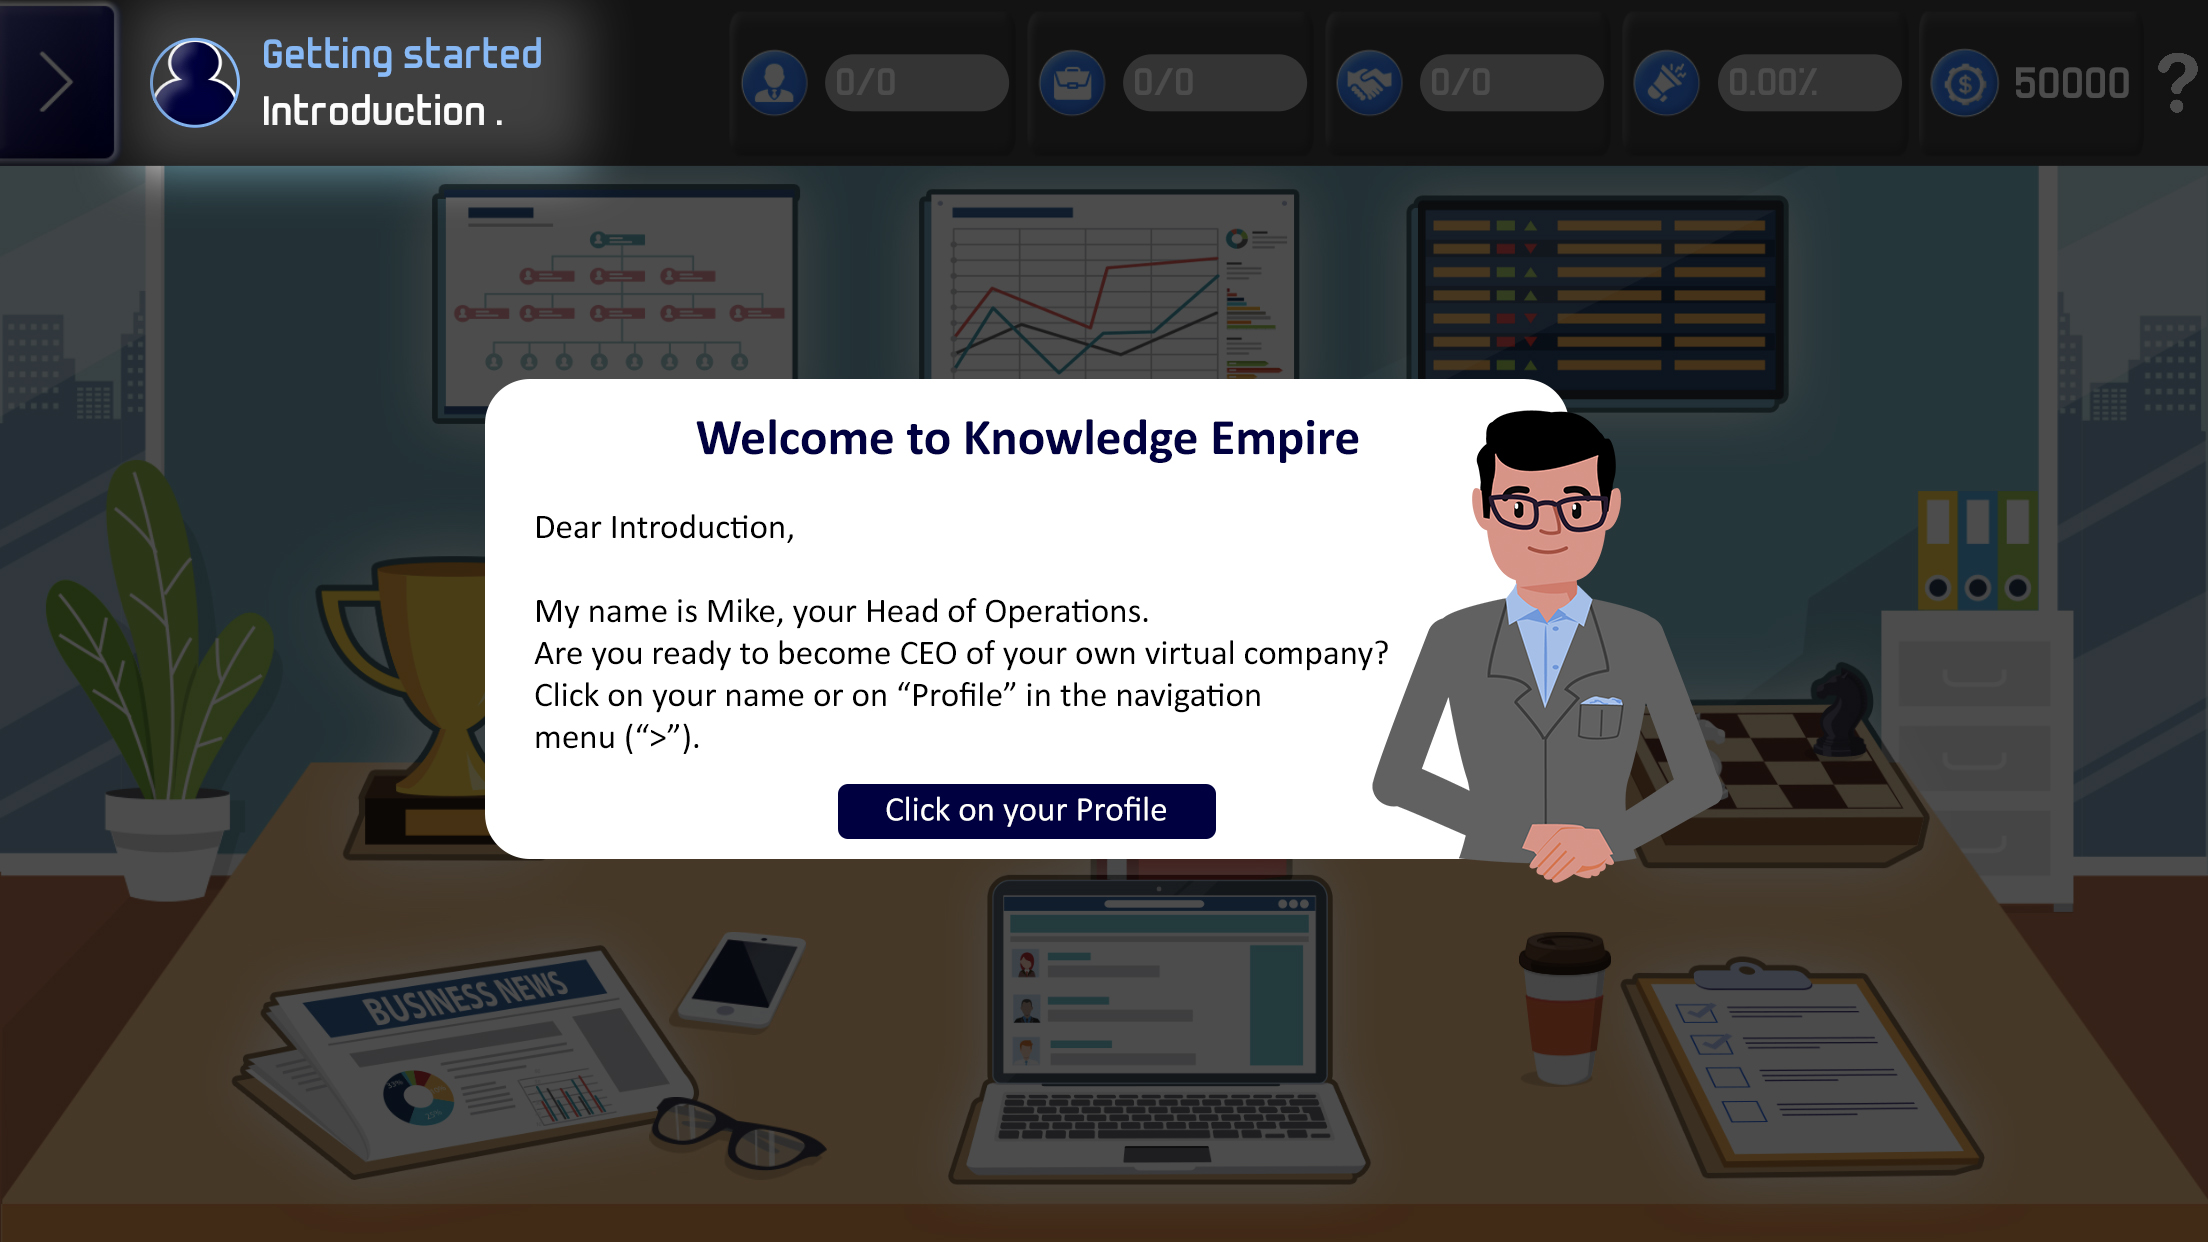 Getting started
Introduction .
0/0
0/0
0/0
0.00%
50000
?
Welcome to Knowledge Empire
Dear Introduction,
My name is Mike, your Head of Operations.
Are you ready to become CEO of your own virtual company?
Click on your name or on “Profile” in the navigation
menu (“>”).
Click on your Profile
BUSINESS NEWS